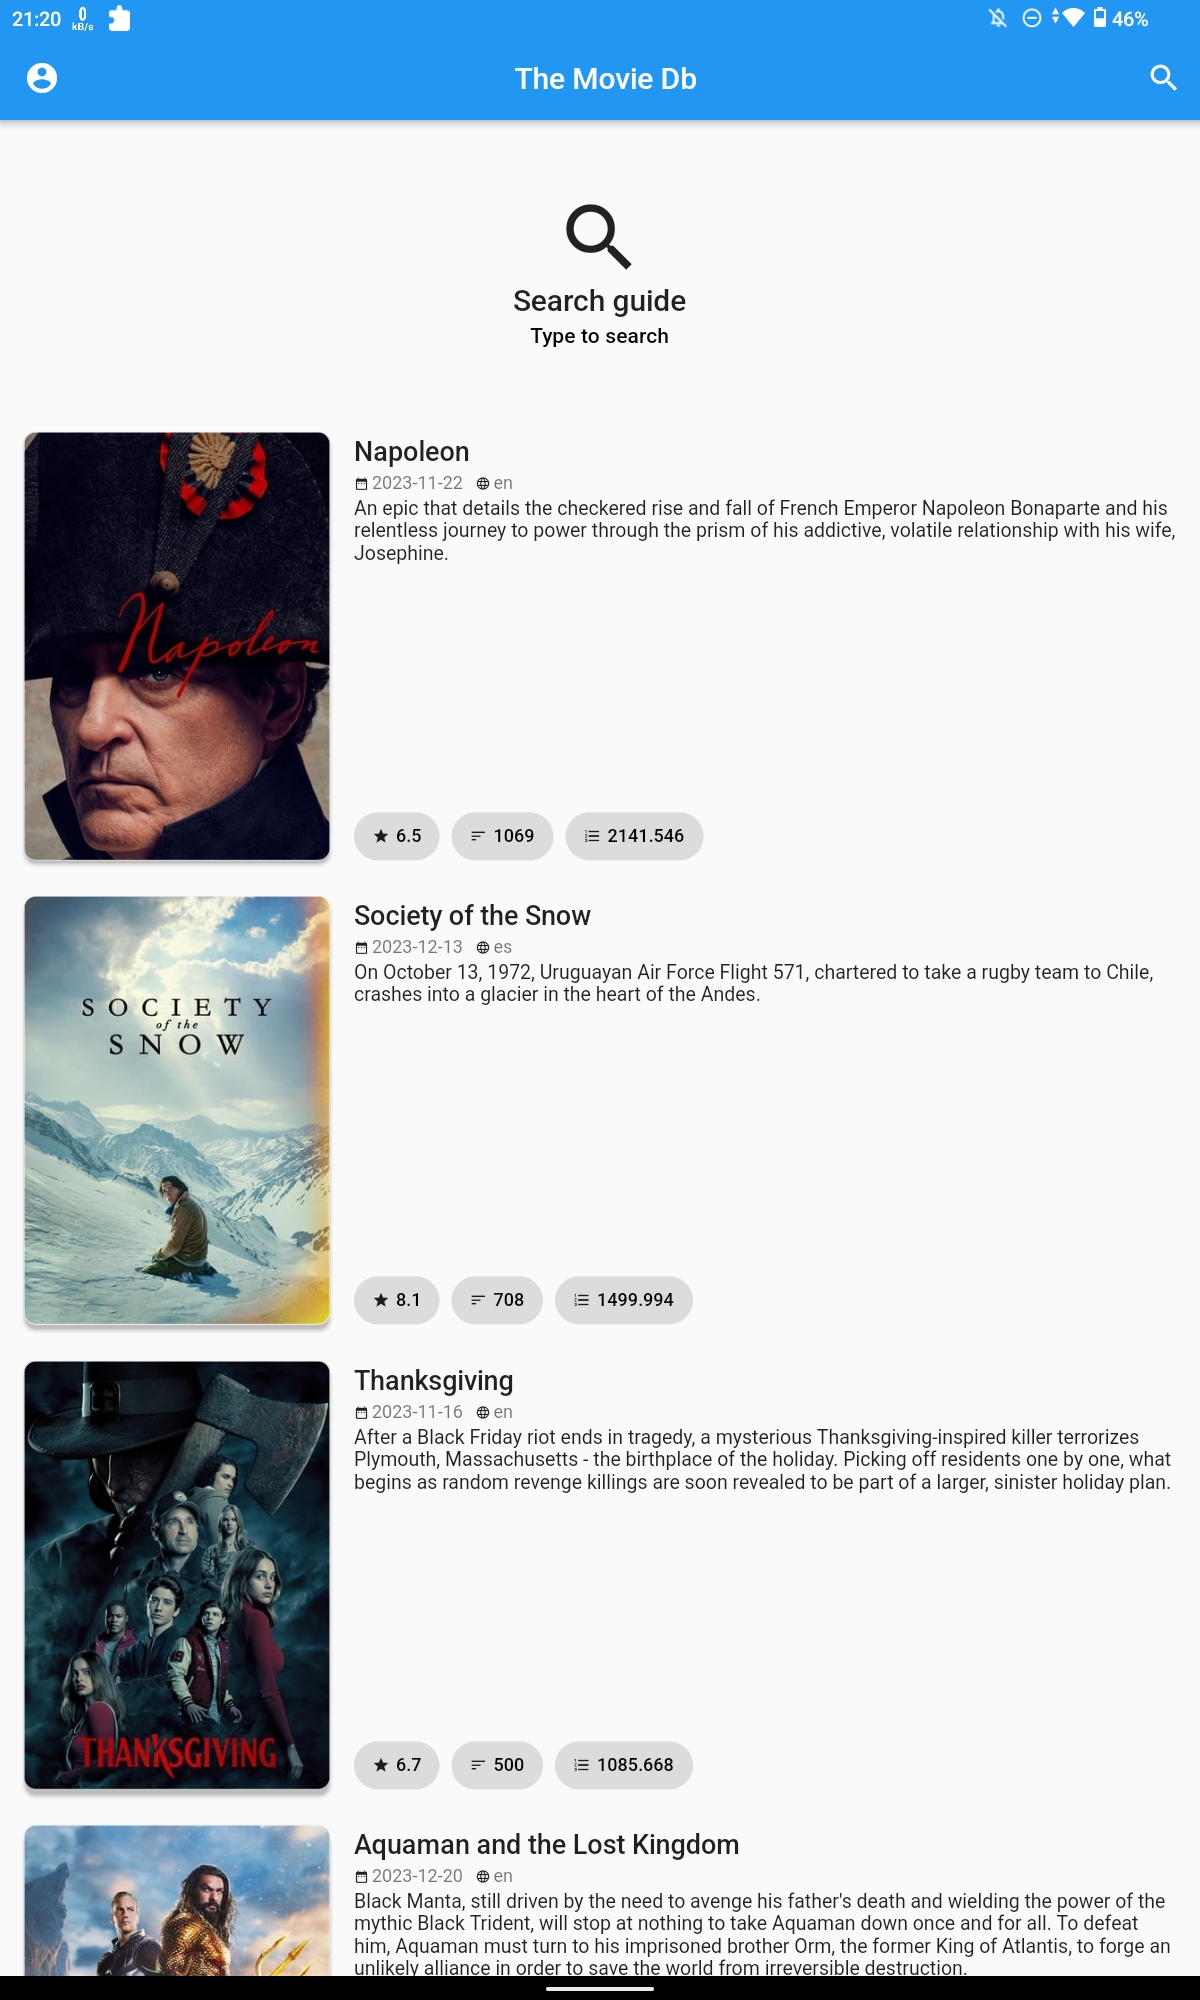 21:20 0 kB/s 46%
The Movie Db
Search guide
Type to search
Napoleon
Napoleon
2023-11-22 en
An epic that details the checkered rise and fall of French Emperor Napoleon Bonaparte and his
relentless journey to power through the prism of his addictive, volatile relationship with his wife,
Josephine.
6.5 1069 2141.546
SOCIETY
of the
SNOW
Society of the Snow
2023-12-13 es
On October 13, 1972, Uruguayan Air Force Flight 571, chartered to take a rugby team to Chile,
crashes into a glacier in the heart of the Andes.
8.1 708 1499.994
THANKSGIVING
Thanksgiving
2023-11-16 en
After a Black Friday riot ends in tragedy, a mysterious Thanksgiving-inspired killer terrorizes
Plymouth, Massachusetts - the birthplace of the holiday. Picking off residents one by one, what
begins as random revenge killings are soon revealed to be part of a larger, sinister holiday plan.
6.7 500 1085.668
Aquaman and the Lost Kingdom
2023-12-20 en
Black Manta, still driven by the need to avenge his father's death and wielding the power of the
mythic Black Trident, will stop at nothing to take Aquaman down once and for all. To defeat
him, Aquaman must turn to his imprisoned brother Orm, the former King of Atlantis, to forge an
unlikely alliance in order to save the world from irreversible destruction.